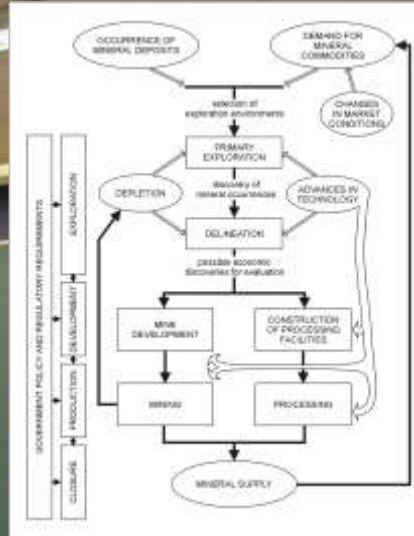 OCCURRENCE OF
MINERAL DEPOSITS
DEMAND FOR
MINERAL
COMMODITIES
CHANGES
IN MARKET
CONDITIONS
selection of
exploration environments
PRIMARY
EXPLORATION
DEPLETION
discovery of
mineral occurrences
ADVANCES IN
TECHNOLOGY
DELINEATION
possible economic
discoveries for evaluation
MINE
DEVELOPMENT
CONSTRUCTION
OF PROCESSING
FACILITIES
MINING
PROCESSING
MINERAL SUPPLY
GOVERNMENT POLICY AND REGULATORY REQUIREMENTS
EXPLORATION
DEVELOPMENT
PRODUCTION
CLOSURE